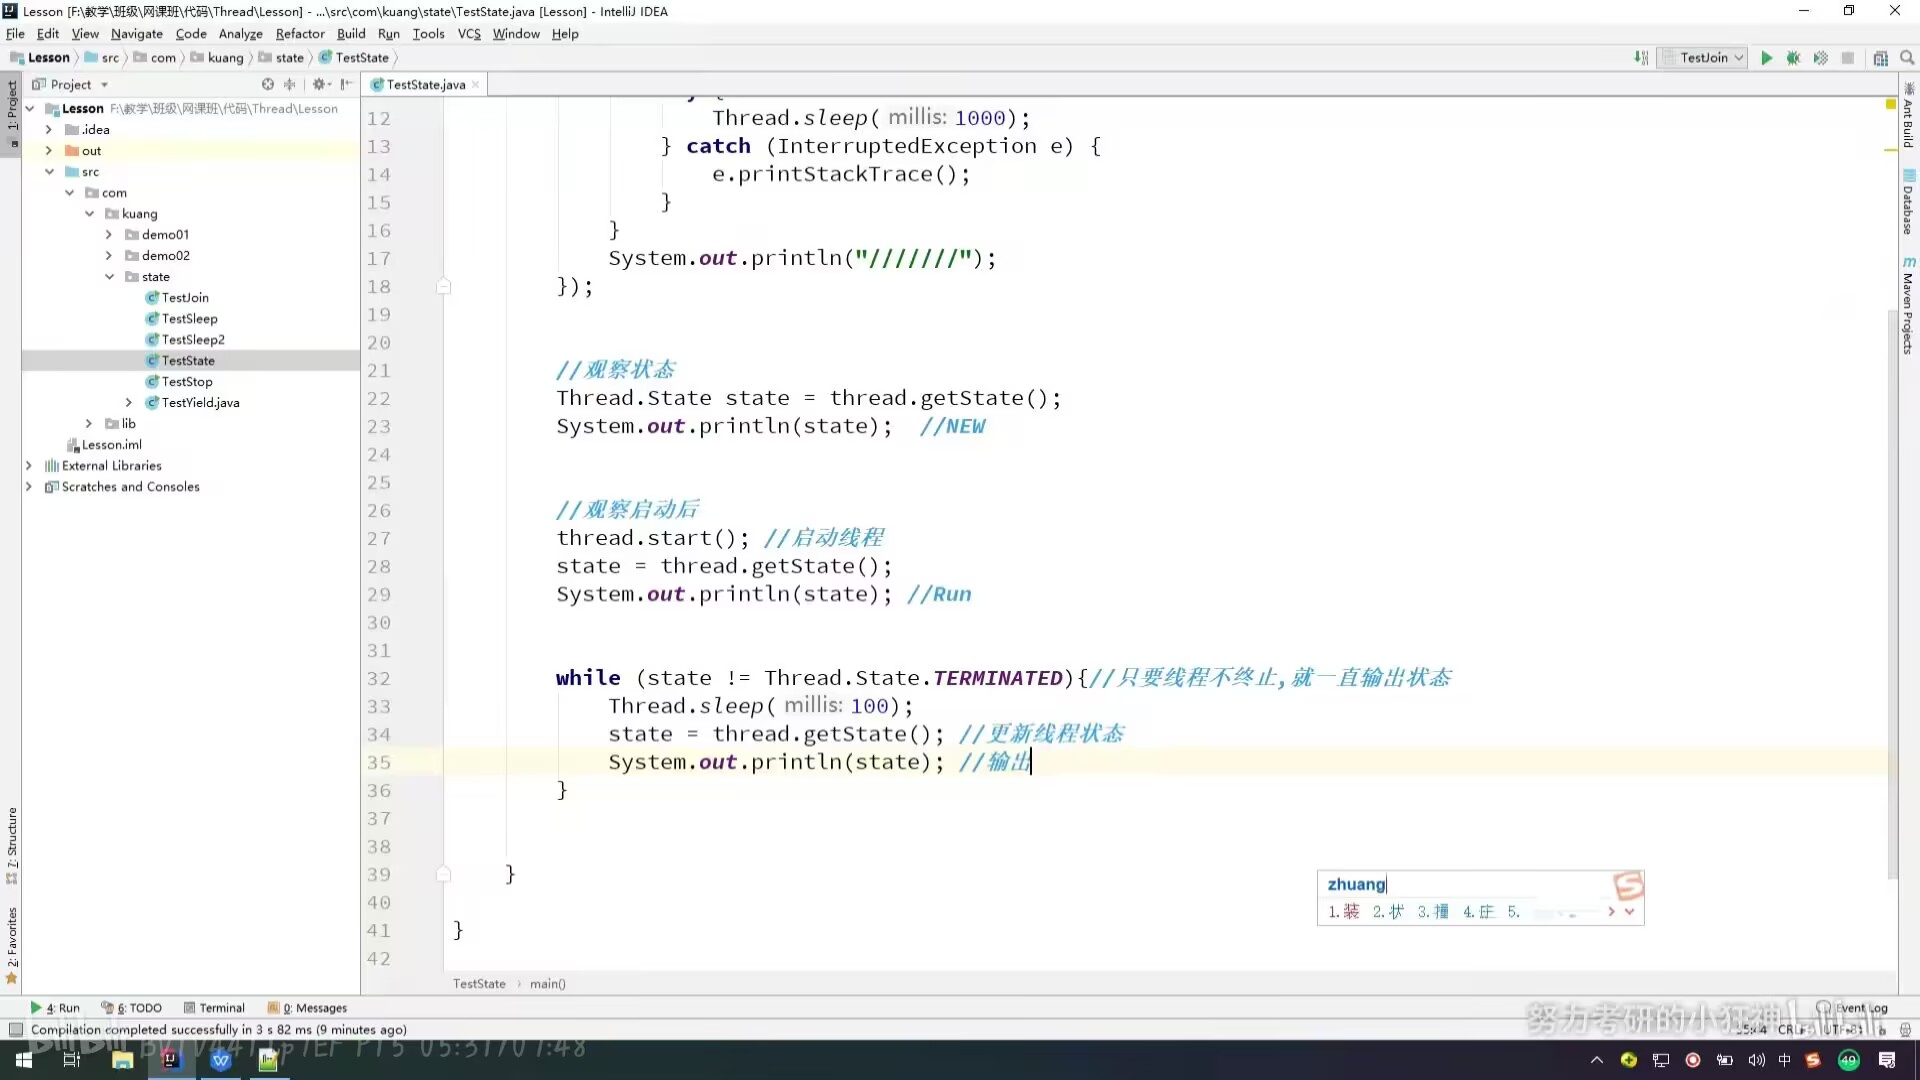 Lesson [F:\教学\班级\网课班\代码\Thread\Lesson] - ...\src\com\kuang\state\TestState.java [Lesson] - IntelliJ IDEA
File Edit View Navigate Code Analyze Refactor Build Run Tools VCS Window Help
Lesson src com kuang state TestState TestJoin
Project TestState.java
Lesson F:\教学\班级\网课班\代码\Thread\Lesson
.idea
out
src
com
kuang
demo01
demo02
state
TestJoin
TestSleep
TestSleep2
TestState
TestStop
TestYield.java
lib
Lesson.iml
External Libraries
Scratches and Consoles
1: Project
7: Structure
2: Favorites
12 Thread.sleep( millis: 1000);
13 } catch (InterruptedException e) {
14 e.printStackTrace();
15 }
16 }
17 System.out.println("///////");
18 });
19
20
21 //观察状态
22 Thread.State state = thread.getState();
23 System.out.println(state); //NEW
24
25
26 //观察启动后
27 thread.start(); //启动线程
28 state = thread.getState();
29 System.out.println(state); //Run
30
31
32 while (state != Thread.State.TERMINATED){//只要线程不终止,就一直输出状态
33 Thread.sleep( millis: 100);
34 state = thread.getState(); //更新线程状态
35 System.out.println(state); //输出
36 }
37
38
39 }
40
41 }
42
TestState main()
zhuang
1.装 2.状 3.撞 4.庄 5.
Ant Build
Database
Maven Projects
4: Run 6: TODO Terminal 0: Messages Event Log
Compilation completed successfully in 3 s 82 ms (9 minutes ago)
努力考研的小狂神
中 49